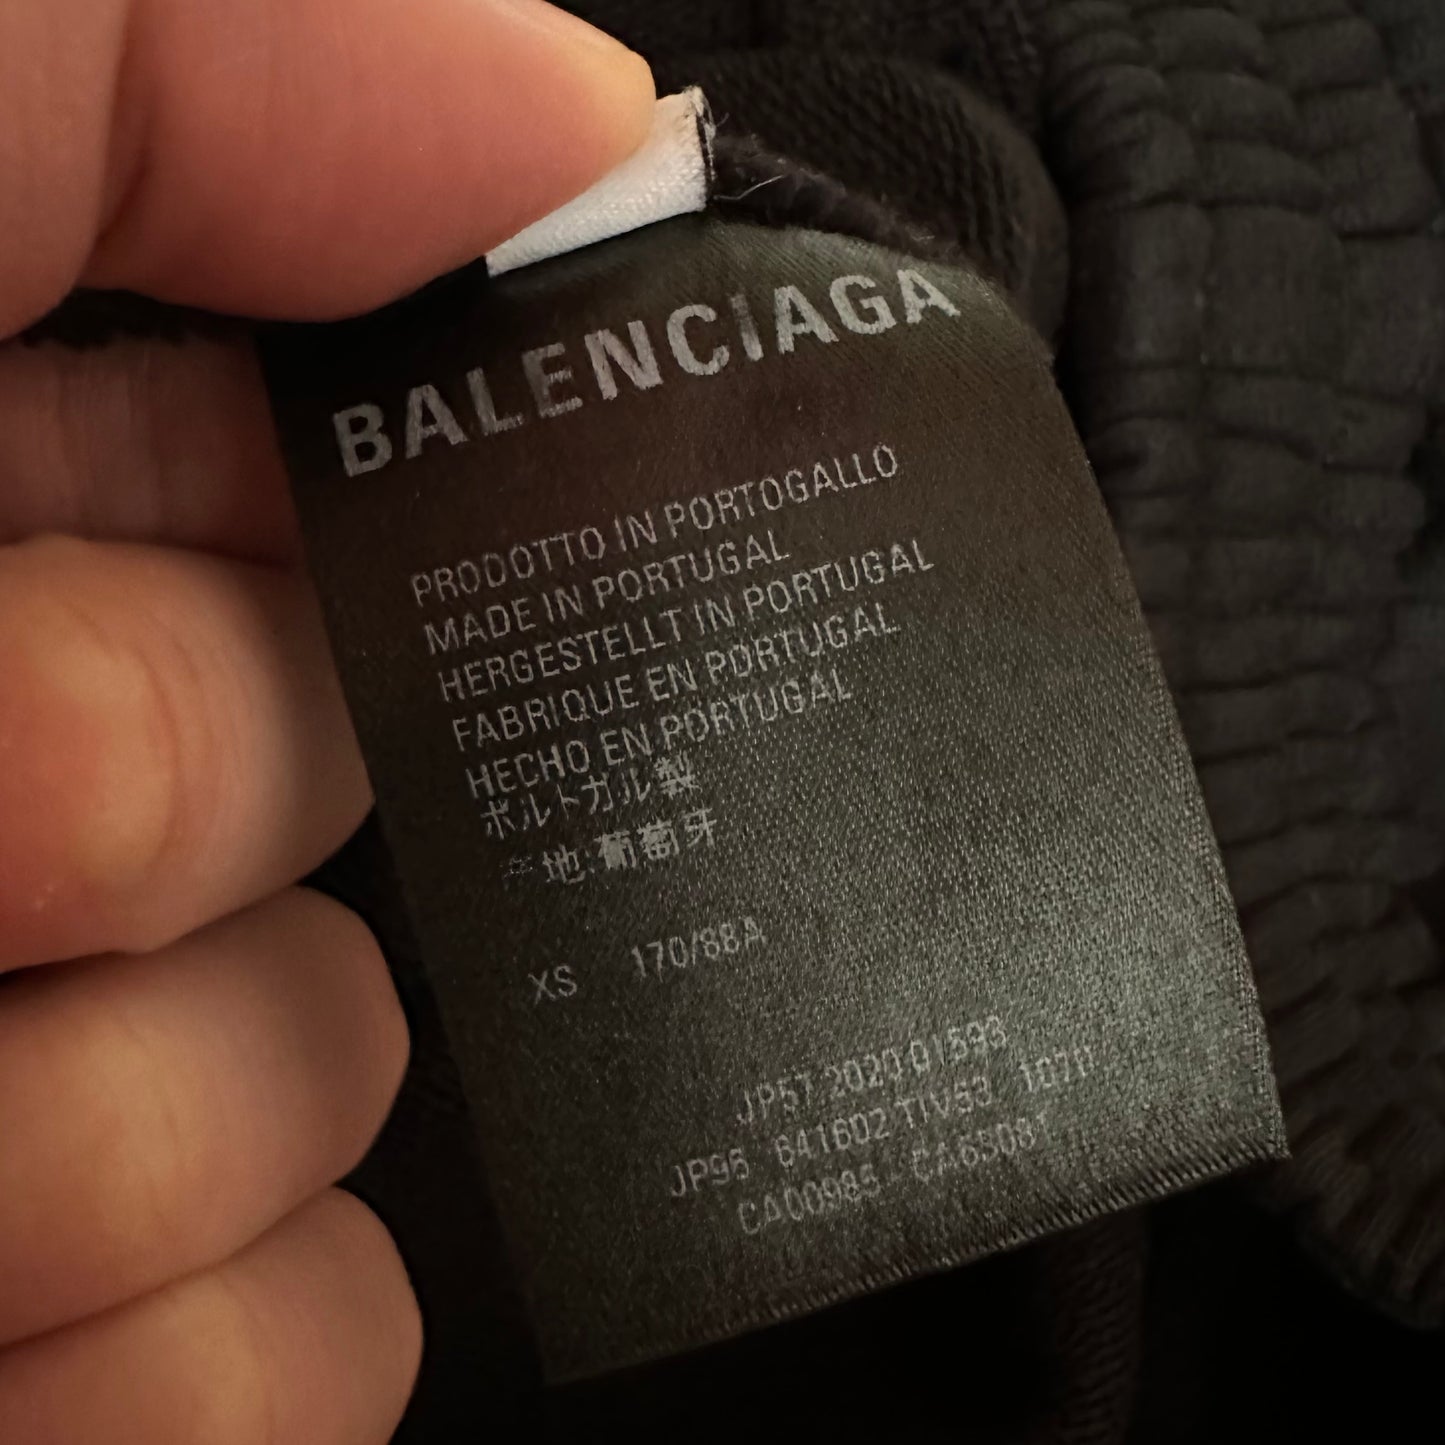 BALENCIAGA
PRODOTTO IN PORTOGALLO
MADE IN PORTUGAL
HERGESTELLT IN PORTUGAL
FABRIQUE EN PORTUGAL
HECHO EN PORTUGAL
ポルトガル製
地:葡萄牙
XS 170/88A
JP57 2020 01593
JP96 641602 TIV53 1070
CA00985 CA65081